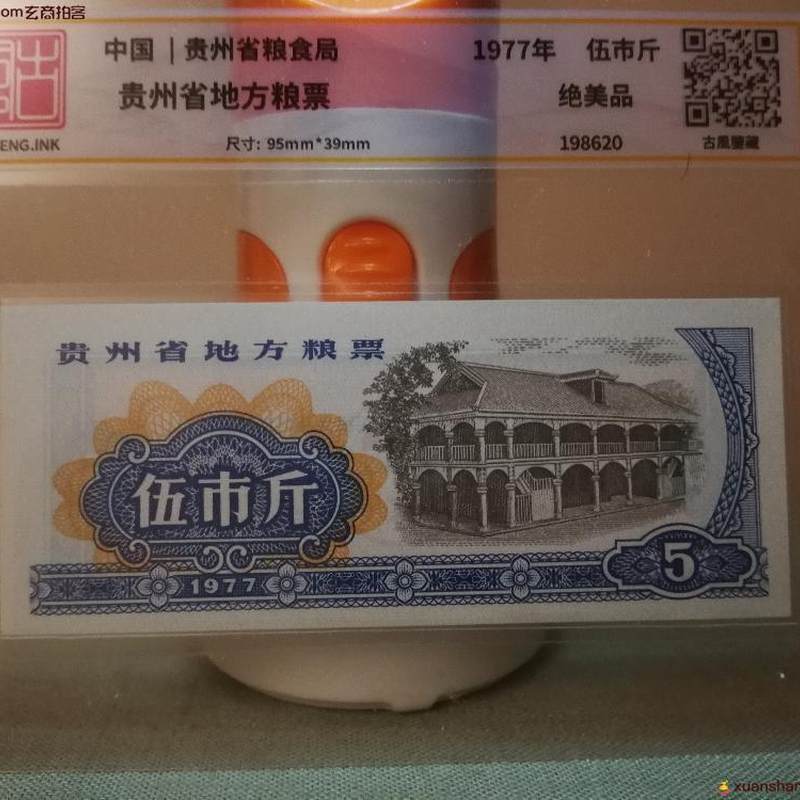 om玄商拍客
中国 | 贵州省粮食局 1977年 伍市斤
贵州省地方粮票 绝美品
ENG.INK 尺寸: 95mm*39mm 198620 古風鑒藏
贵州省地方粮票
伍市斤
1977
5
xuanshan